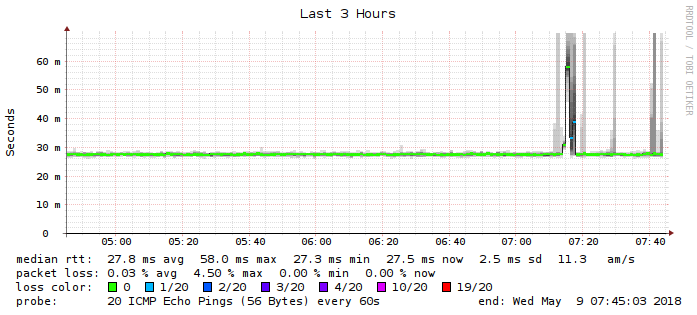 Last 3 Hours
RRDTOOL / TOBI OETIKER
Seconds
60 m
50 m
40 m
30 m
20 m
10 m
0
05:00 05:20 05:40 06:00 06:20 06:40 07:00 07:20 07:40
median rtt: 27.8 ms avg 58.0 ms max 27.3 ms min 27.5 ms now 2.5 ms sd 11.3 am/s
packet loss: 0.03 % avg 4.50 % max 0.00 % min 0.00 % now
loss color: 0 1/20 2/20 3/20 4/20 10/20 19/20
probe: 20 ICMP Echo Pings (56 Bytes) every 60s end: Wed May 9 07:45:03 2018